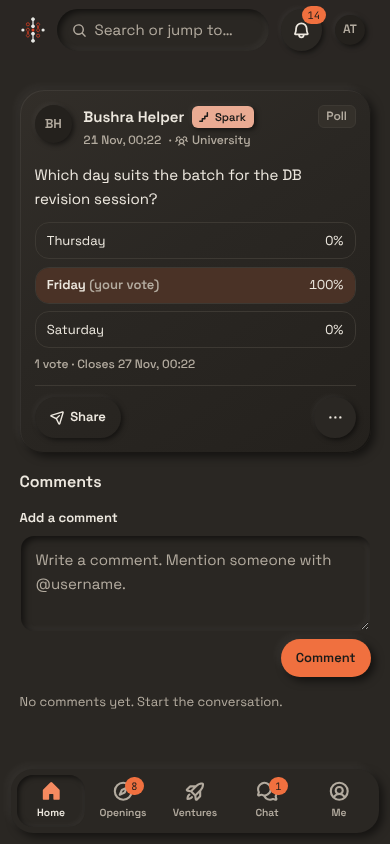 Search or jump to...
14
AT
BH
Bushra Helper
Spark
Poll
21 Nov, 00:22 · University
Which day suits the batch for the DB
revision session?
Thursday 0%
Friday (your vote) 100%
Saturday 0%
1 vote · Closes 27 Nov, 00:22
Share
...
Comments
Add a comment
Write a comment. Mention someone with
@username.
Comment
No comments yet. Start the conversation.
8
1
Home Openings Ventures Chat Me